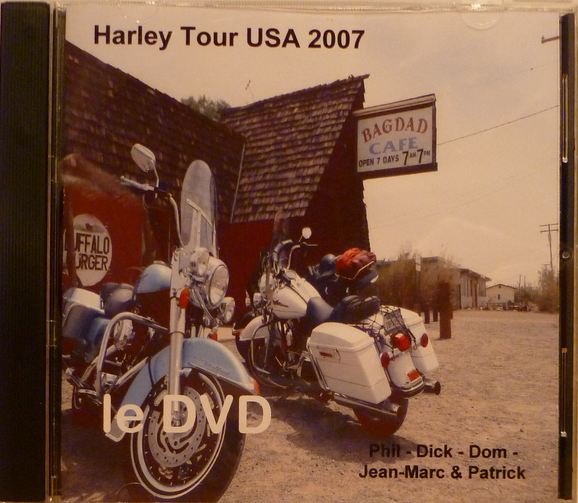 Harley Tour USA 2007
BAGDAD
CAFE
OPEN 7 DAYS 7AM 7PM
UFFALO
URGER
le DVD
Phil - Dick - Dom -
Jean-Marc & Patrick